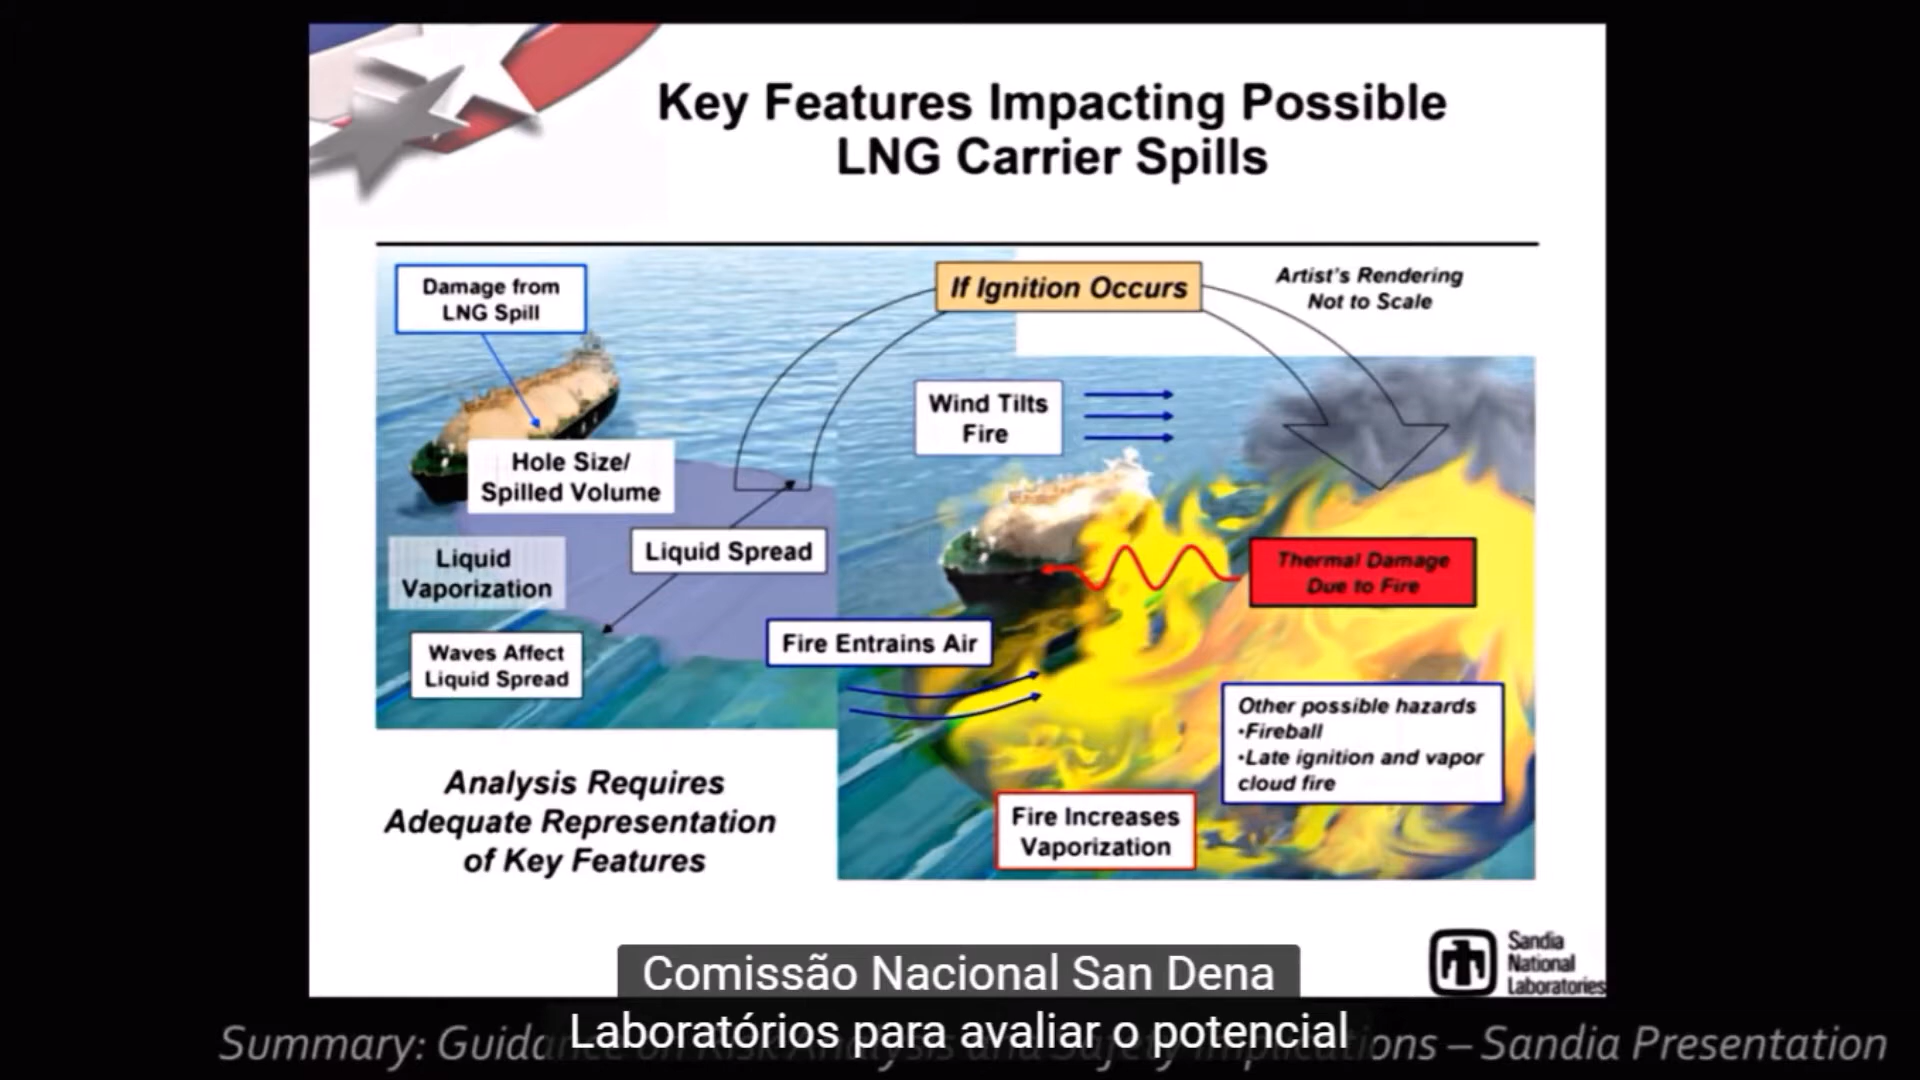 Key Features Impacting Possible
LNG Carrier Spills
Damage from
LNG Spill
If Ignition Occurs
Artist's Rendering
Not to Scale
Wind Tilts
Fire
Hole Size/
Spilled Volume
Liquid Spread
Liquid
Vaporization
Thermal Damage
Due to Fire
Waves Affect
Liquid Spread
Fire Entrains Air
Other possible hazards
•Fireball
•Late ignition and vapor
cloud fire
Fire Increases
Vaporization
Analysis Requires
Adequate Representation
of Key Features
Sandia
National
Laboratories
Comissão Nacional San Dena
Laboratórios para avaliar o potencial
Summary: – Sandia Presentation